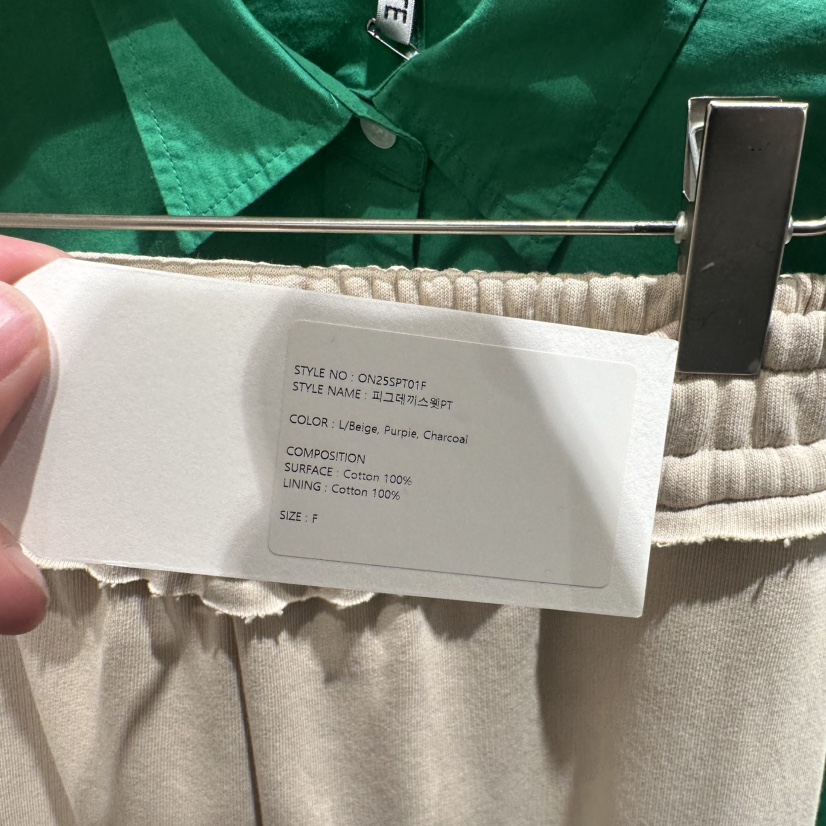 TE
STYLE NO : ON25SPT01F
STYLE NAME : 피그데끼스웻PT
COLOR : L/Beige, Purple, Charcoal
COMPOSITION
SURFACE : Cotton 100%
LINING : Cotton 100%
SIZE : F